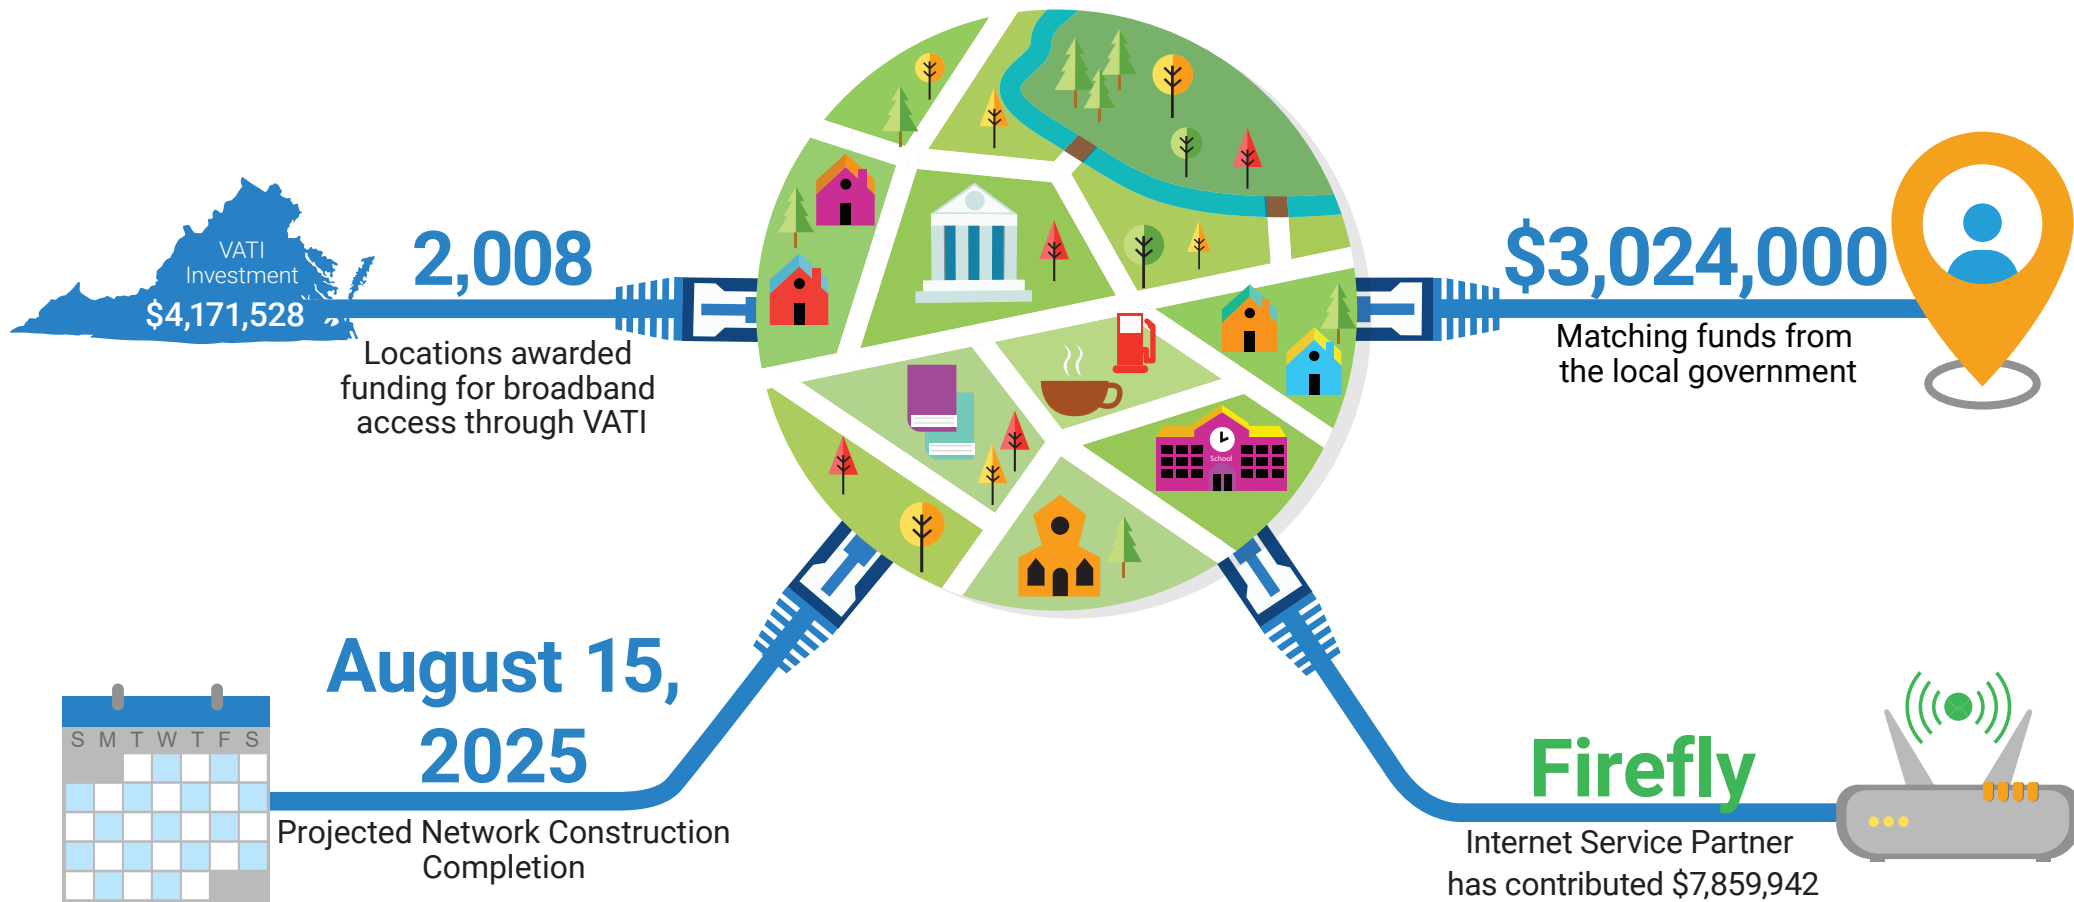 VATI
Investment
$4,171,528
2,008
Locations awarded
funding for broadband
access through VATI
$3,024,000
Matching funds from
the local government
School
August 15,
2025
Projected Network Construction
Completion
S M T W T F S
Firefly
Internet Service Partner
has contributed $7,859,942